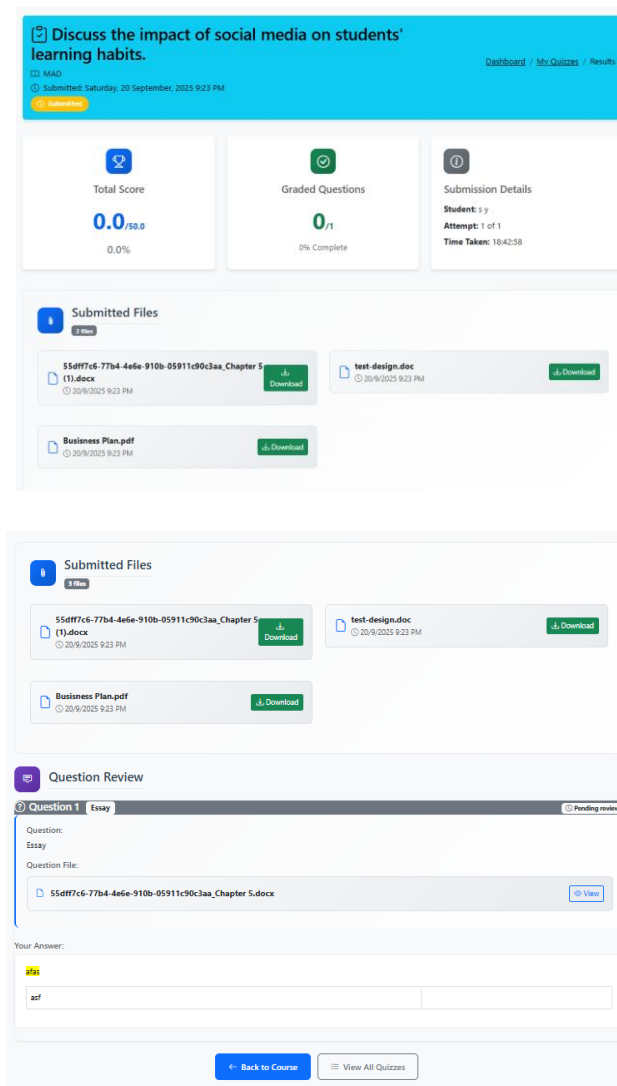 Discuss the impact of social media on students'
learning habits.
MAD
Submitted: Saturday, 20 September, 2025 9:23 PM
Submitted
Dashboard / My Quizzes / Results
Total Score
0.0/50.0
0.0%
Graded Questions
0/1
0% Complete
Submission Details
Student: s y
Attempt: 1 of 1
Time Taken: 18:42:58
Submitted Files
3 files
55dff7c6-77b4-4e6e-910b-05911c90c3aa_Chapter 5
(1).docx
20/9/2025 9:23 PM
Download
test-design.doc
20/9/2025 9:23 PM
Download
Busisness Plan.pdf
20/9/2025 9:23 PM
Download
Submitted Files
3 files
55dff7c6-77b4-4e6e-910b-05911c90c3aa_Chapter 5
(1).docx
20/9/2025 9:23 PM
Download
test-design.doc
20/9/2025 9:23 PM
Download
Busisness Plan.pdf
20/9/2025 9:23 PM
Download
Question Review
Question 1 Essay
Pending review
Question:
Essay
Question File:
55dff7c6-77b4-4e6e-910b-05911c90c3aa_Chapter 5.docx
View
Your Answer:
afas
asf
← Back to Course
View All Quizzes